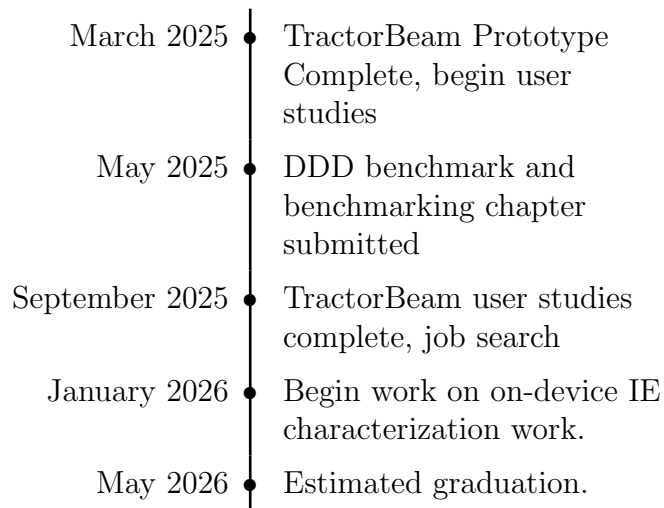 March 2025 TractorBeam Prototype
Complete, begin user
studies
May 2025 DDD benchmark and
benchmarking chapter
submitted
September 2025 TractorBeam user studies
complete, job search
January 2026 Begin work on on-device IE
characterization work.
May 2026 Estimated graduation.